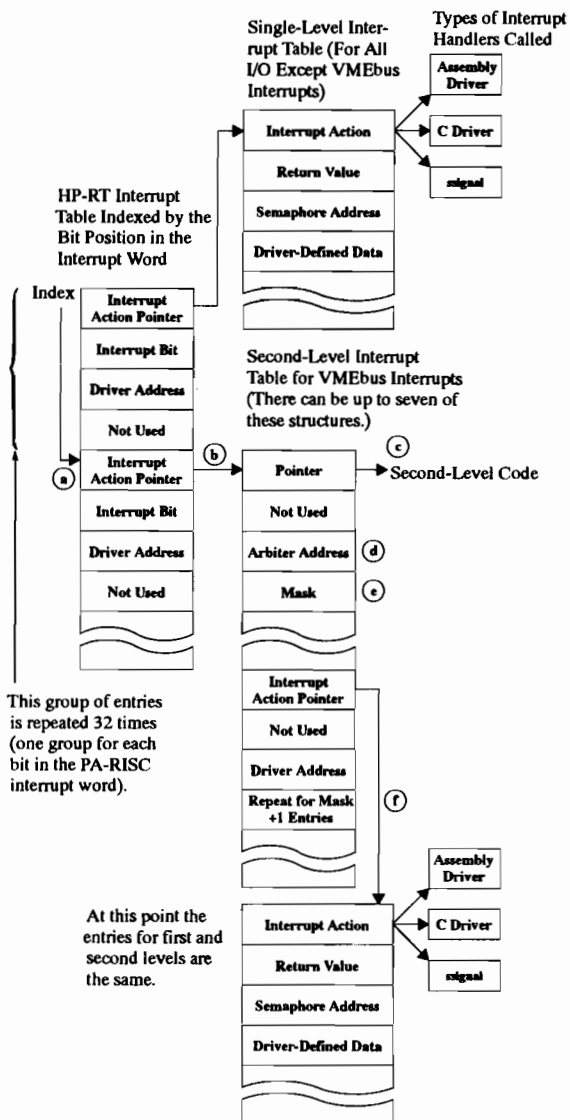 Single-Level Inter-
rupt Table (For All
I/O Except VMEbus
Interrupts)
Types of Interrupt
Handlers Called
Assembly
Driver
Interrupt Action
C Driver
Return Value
ssignal
Semaphore Address
Driver-Defined Data
HP-RT Interrupt
Table Indexed by the
Bit Position in the
Interrupt Word
Index
Interrupt
Action Pointer
Interrupt Bit
Driver Address
Not Used
a
Interrupt
Action Pointer
Interrupt Bit
Driver Address
Not Used
Second-Level Interrupt
Table for VMEbus Interrupts
(There can be up to seven of
these structures.)
b
Pointer
c
Second-Level Code
Not Used
Arbiter Address
d
Mask
e
Interrupt
Action Pointer
Not Used
Driver Address
Repeat for Mask
+1 Entries
f
This group of entries
is repeated 32 times
(one group for each
bit in the PA-RISC
interrupt word).
At this point the
entries for first and
second levels are
the same.
Interrupt Action
Return Value
Semaphore Address
Driver-Defined Data
Assembly
Driver
C Driver
ssignal